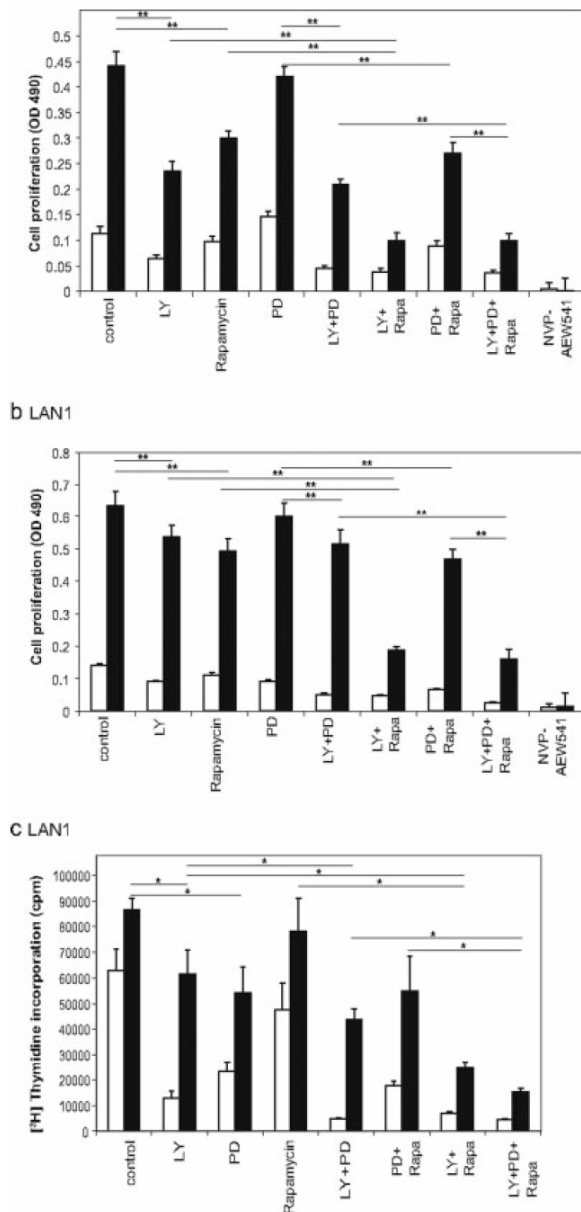 **
**
**
**
**
**
**
**
Cell proliferation (OD 490)
0.5
0.45
0.4
0.35
0.3
0.25
0.2
0.15
0.1
0.05
0
control
LY
Rapamycin
PD
LY+PD
LY+
Rapa
PD+
Rapa
LY+PD+
Rapa
NVP-
AEW541
b LAN1
**
**
**
**
**
**
**
**
Cell proliferation (OD 490)
0.8
0.7
0.6
0.5
0.4
0.3
0.2
0.1
0
control
LY
Rapamycin
PD
LY+PD
LY+
Rapa
PD+
Rapa
LY+PD+
Rapa
NVP-
AEW541
c LAN1
*
*
*
*
*
*
*
[³H] Thymidine incorporation (cpm)
100000
90000
80000
70000
60000
50000
40000
30000
20000
10000
0
control
LY
PD
Rapamycin
LY+PD
PD+
Rapa
LY+
Rapa
LY+PD+
Rapa